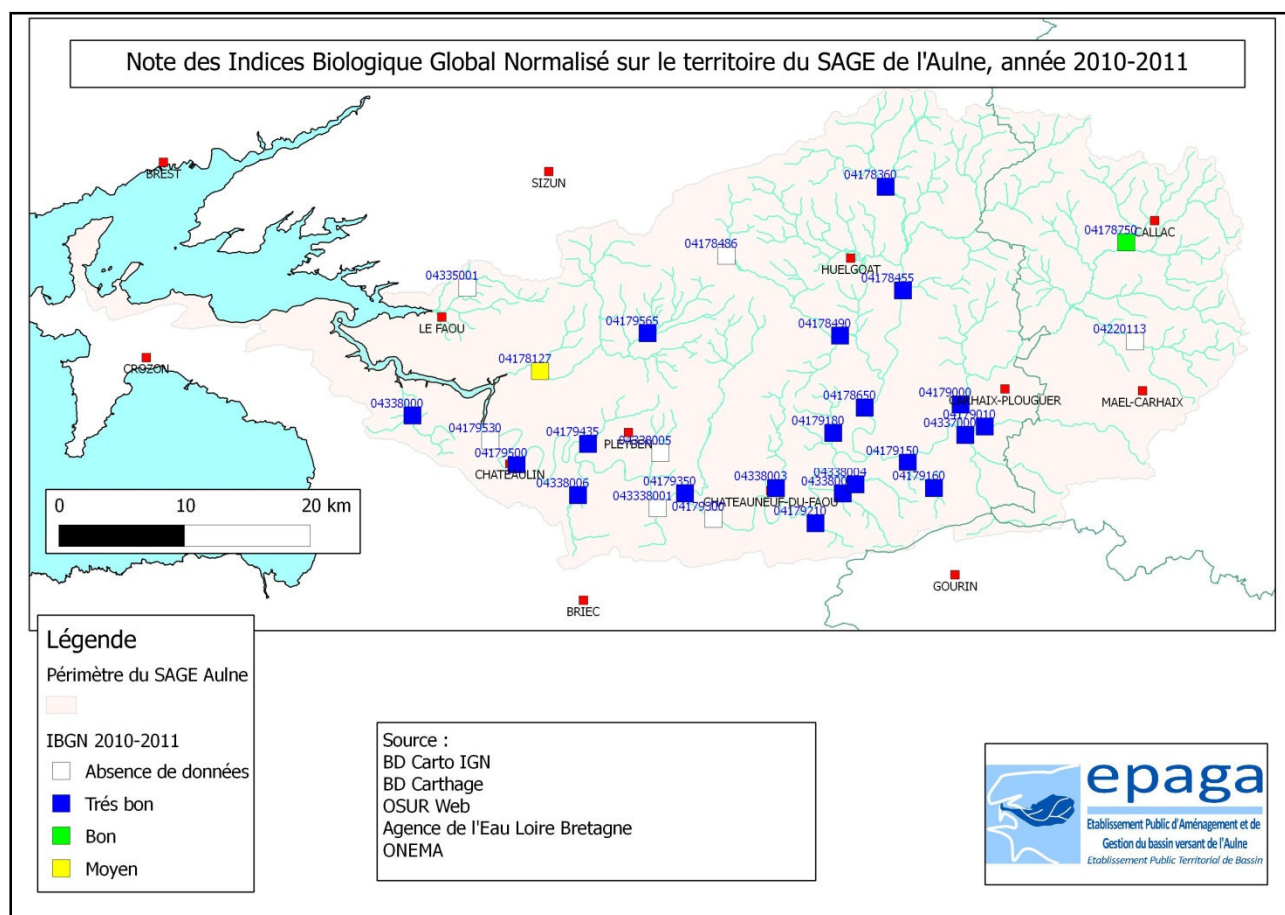 Note des Indices Biologique Global Normalisé sur le territoire du SAGE de l'Aulne, année 2010-2011
BREST
SIZUN
04178360
04178750
CALLAC
04178486
HUELGOAT
04178455
04335001
LE FAOU
04179565
04178490
04220113
CROZON
04178127
04338000
04178650
04179000
CARHAIX-PLOUGUER
MAEL-CARHAIX
04179010
04337000
04179180
04179530
04179435
PLEYBEN
04338005
04179500
CHATEAULIN
04179150
04338006
04179350
04338003
04338004
04179160
043338001
04179300
CHATEAUNEUF-DU-FAOU
04179210
0 10 20 km
GOURIN
BRIEC
Légende
Périmètre du SAGE Aulne
IBGN 2010-2011
Absence de données
Trés bon
Bon
Moyen
Source :
BD Carto IGN
BD Carthage
OSUR Web
Agence de l'Eau Loire Bretagne
ONEMA
epaga
Etablissement Public d'Aménagement et de
Gestion du bassin versant de l'Aulne
Etablissement Public Territorial de Bassin